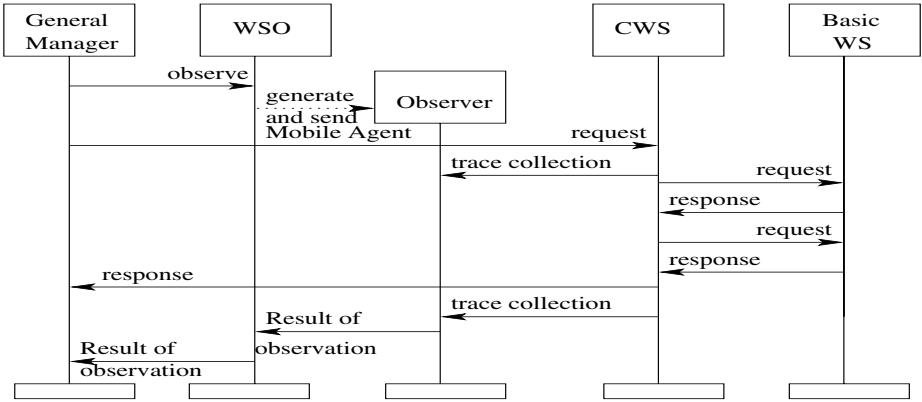 General
Manager
WSO
CWS
Basic
WS
observe
generate
and send
Mobile Agent
Observer
request
trace collection
request
response
request
response
response
trace collection
Result of
observation
Result of
observation